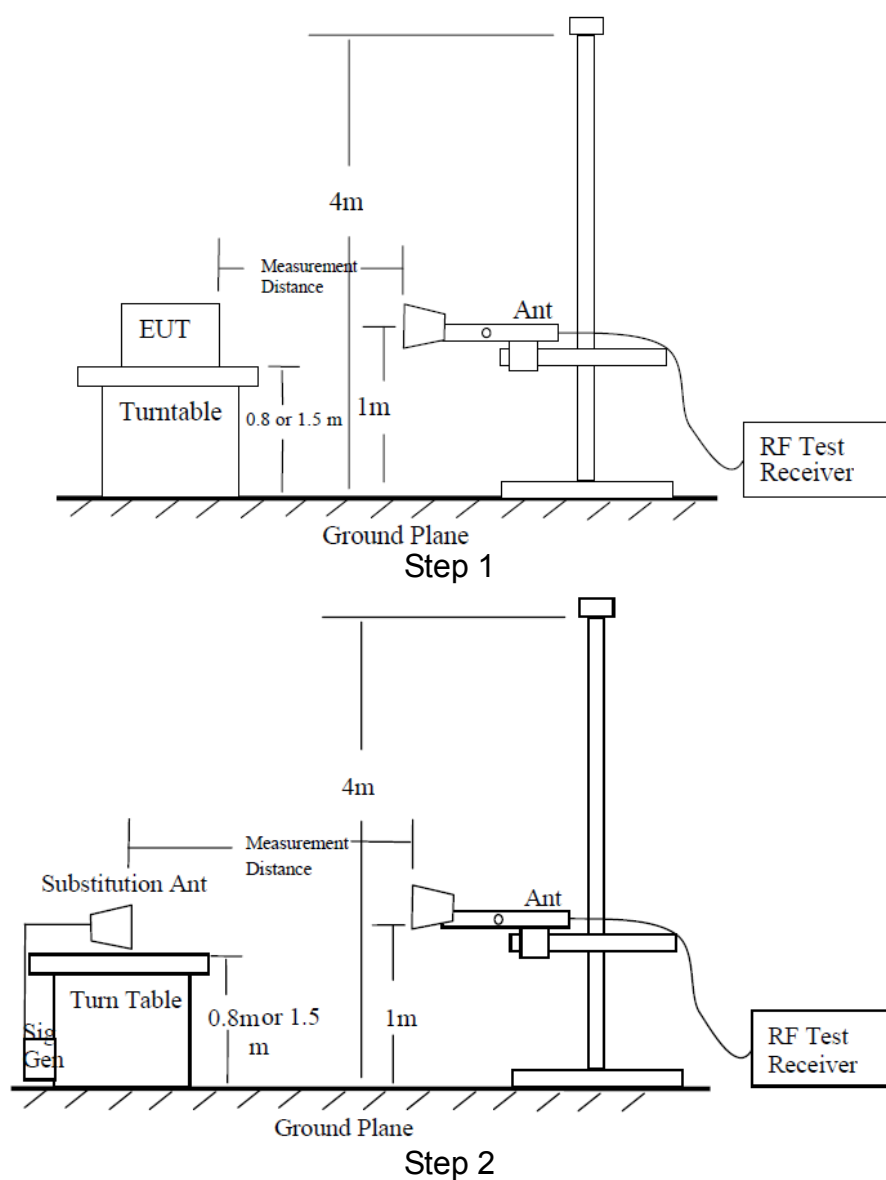 4m
Measurement
Distance
Ant
EUT
1m
Turntable
0.8 or 1.5 m
RF Test
Receiver
Ground Plane
Step 1
4m
Measurement
Distance
Substitution Ant
Ant
Turn Table
0.8m or 1.5
m
1m
Sig
Gen
RF Test
Receiver
Ground Plane
Step 2